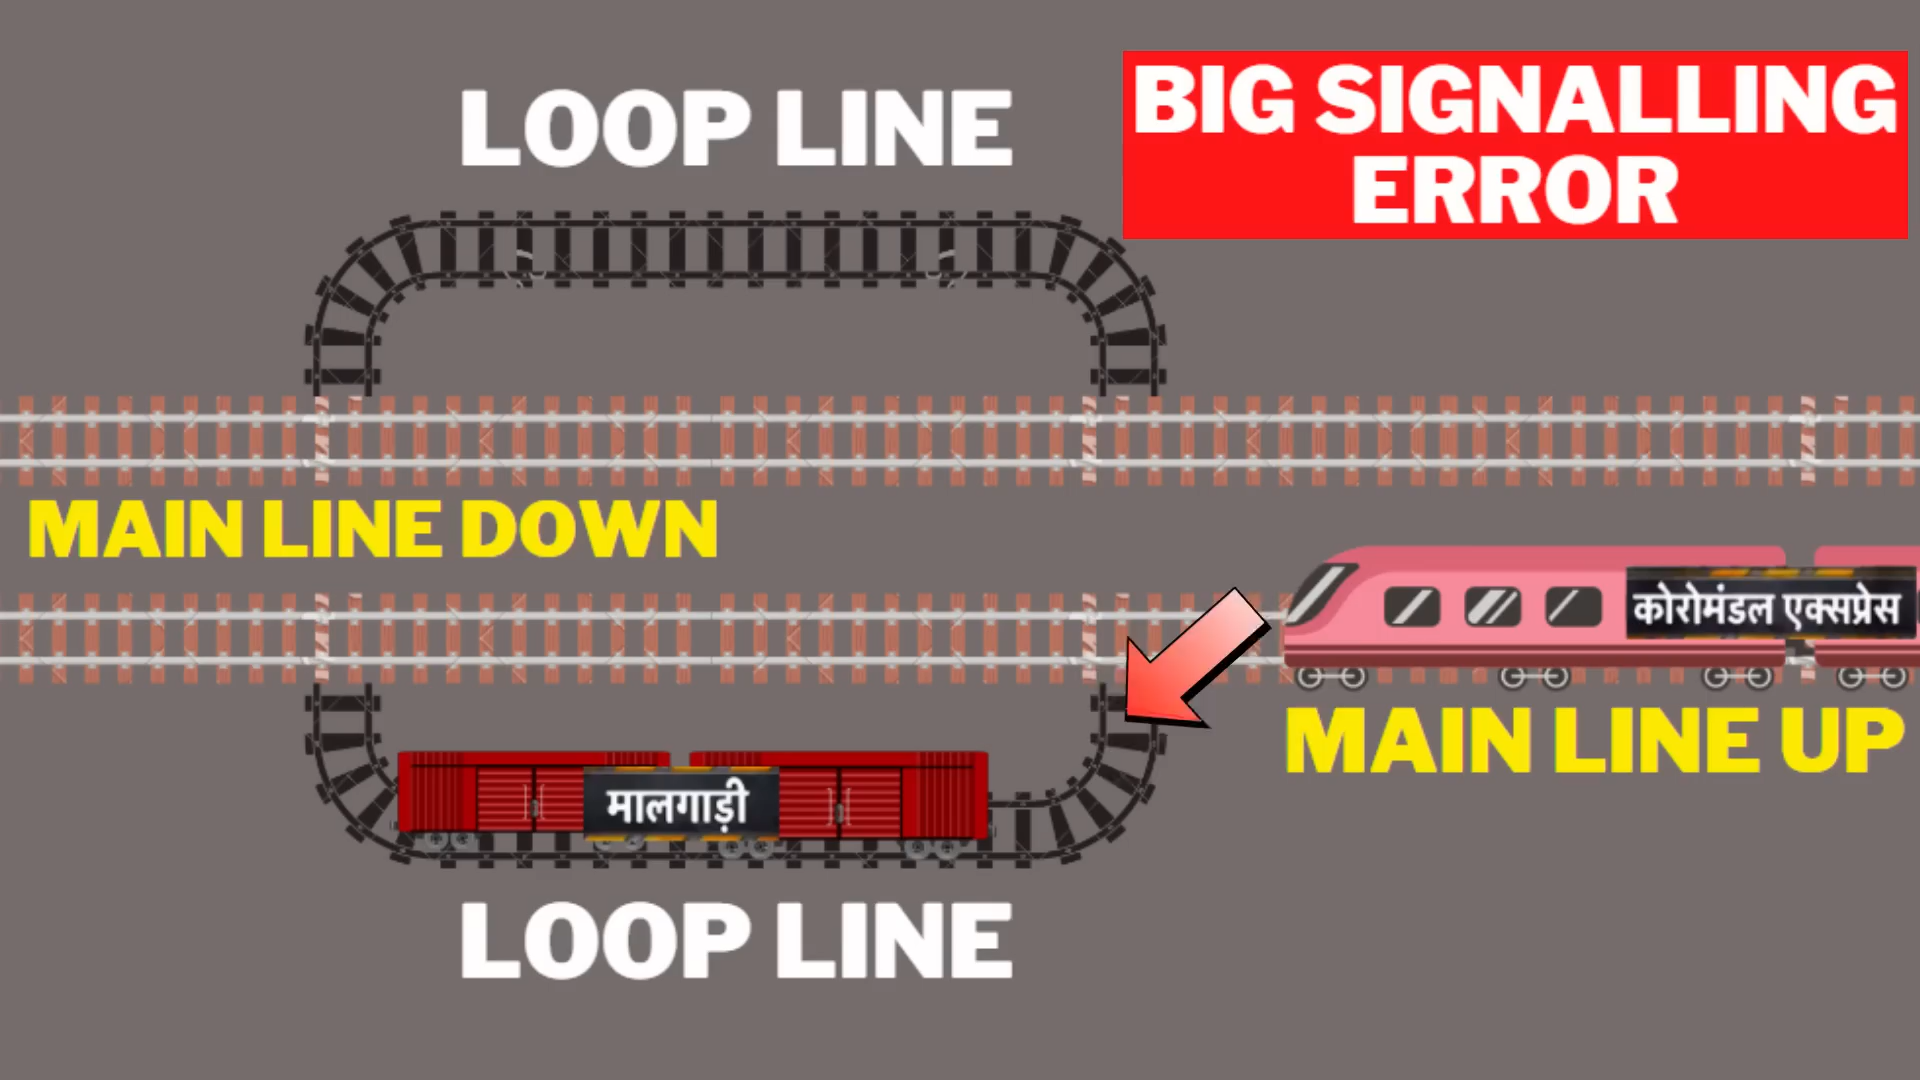 LOOP LINE
BIG SIGNALLING
ERROR
MAIN LINE DOWN
कोरोमंडल एक्सप्रेस
MAIN LINE UP
मालगाड़ी
LOOP LINE